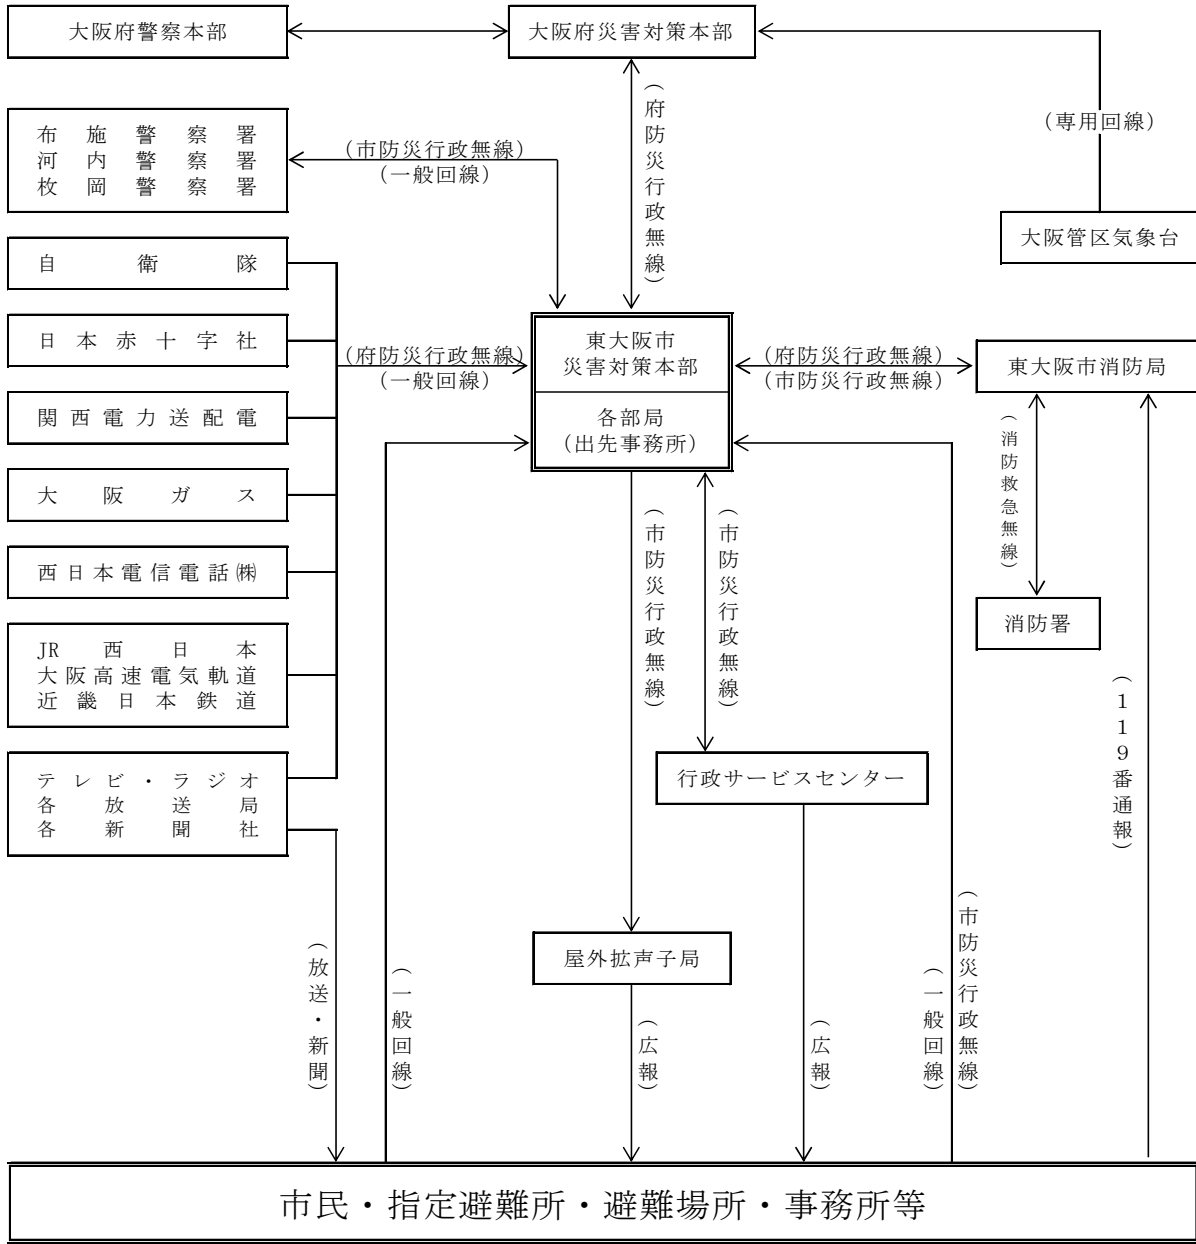 大阪府警察本部
大阪府災害対策本部
(府防災行政無線)
(専用回線)
布施警察署
河内警察署
枚岡警察署
(市防災行政無線)
(一般回線)
大阪管区気象台
自衛隊
日本赤十字社
(府防災行政無線)
(一般回線)
東大阪市
災害対策本部
各部局
(出先事務所)
(府防災行政無線)
(市防災行政無線)
東大阪市消防局
関西電力送配電
大阪ガス
西日本電信電話㈱
(消防救急無線)
(市防災行政無線)
(市防災行政無線)
消防署
JR西日本
大阪高速電気軌道
近畿日本鉄道
(119番通報)
テレビ・ラジオ
各放送局
各新聞社
行政サービスセンター
屋外拡声子局
(放送・新聞)
(一般回線)
(広報)
(広報)
(一般回線)
(市防災行政無線)
市民・指定避難所・避難場所・事務所等